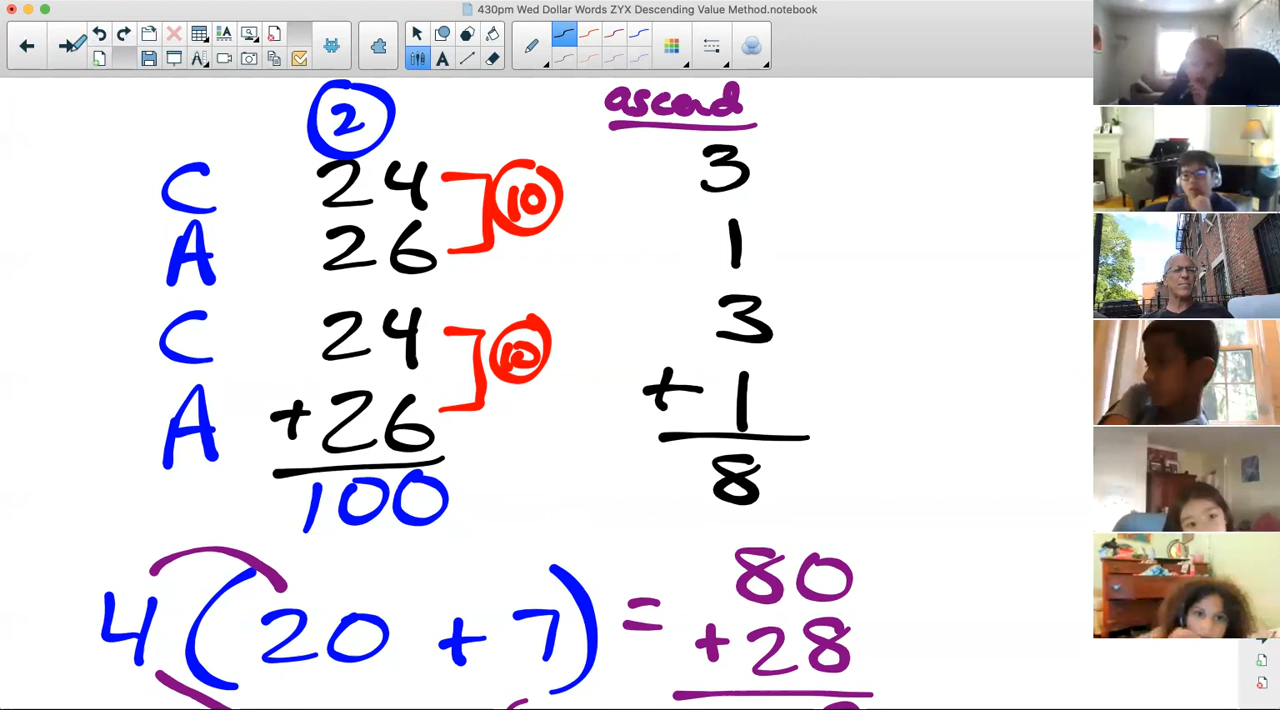 430pm Wed Dollar Words ZYX Descending Value Method.notebook
2
ascend
C 24 10 3
A 26 1
C 24 10 3
A +26 + 1
100 8
4(20 + 7) = 80
+28